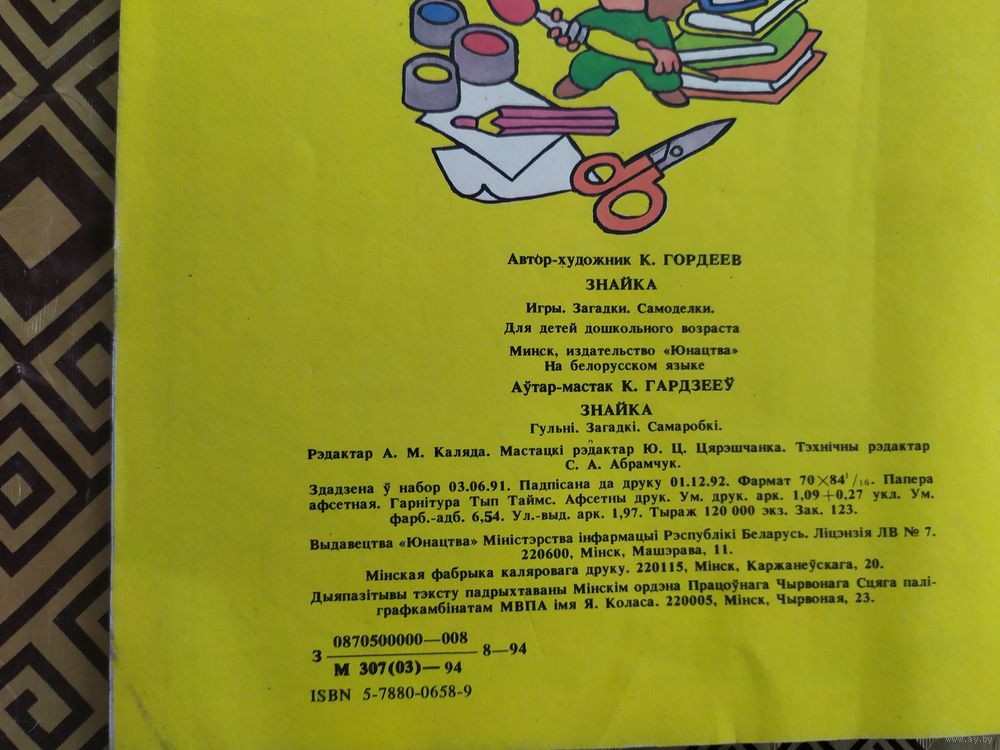 Автор-художник К. ГОРДЕЕВ
ЗНАЙКА
Игры. Загадки. Самоделки.
Для детей дошкольного возраста
Минск, издательство «Юнацтва»
На белорусском языке
Аўтар-мастак К. ГАРДЗЕЕЎ
ЗНАЙКА
Гульні. Загадкі. Самаробкі.
Рэдактар А. М. Каляда. Мастацкі рэдактар Ю. Ц. Цярэшчанка. Тэхнічны рэдактар
С. А. Абрамчук.
Здадзена ў набор 03.06.91. Падпісана да друку 01.12.92. Фармат 70×84¹/₁₆. Папера
афсетная. Гарнітура Тып Таймс. Афсетны друк. Ум. друк. арк. 1,09+0,27 укл. Ум.
фарб.-адб. 6,54. Ул.-выд. арк. 1,97. Тыраж 120 000 экз. Зак. 123.
Выдавецтва «Юнацтва» Міністэрства інфармацыі Рэспублікі Беларусь. Ліцэнзія ЛВ № 7.
220600, Мінск, Машэрава, 11.
Мінская фабрыка каляровага друку. 220115, Мінск, Каржанеўскага, 20.
Дыяпазітывы тэксту падрыхтаваны Мінскім ордэна Працоўнага Чырвонага Сцяга палі-
графкамбінатам МВПА імя Я. Коласа. 220005, Мінск, Чырвоная, 23.
З 0870500000—008 8—94
М 307(03)—94
ISBN 5-7880-0658-9
www.ay.by